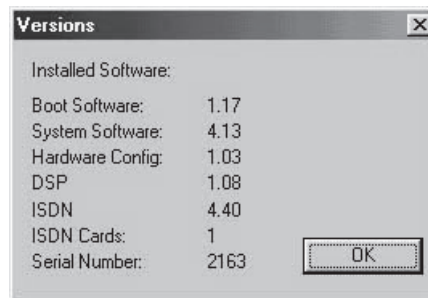 Versions
Installed Software:
Boot Software: 1.17
System Software: 4.13
Hardware Config: 1.03
DSP 1.08
ISDN 4.40
ISDN Cards: 1
Serial Number: 2163
OK